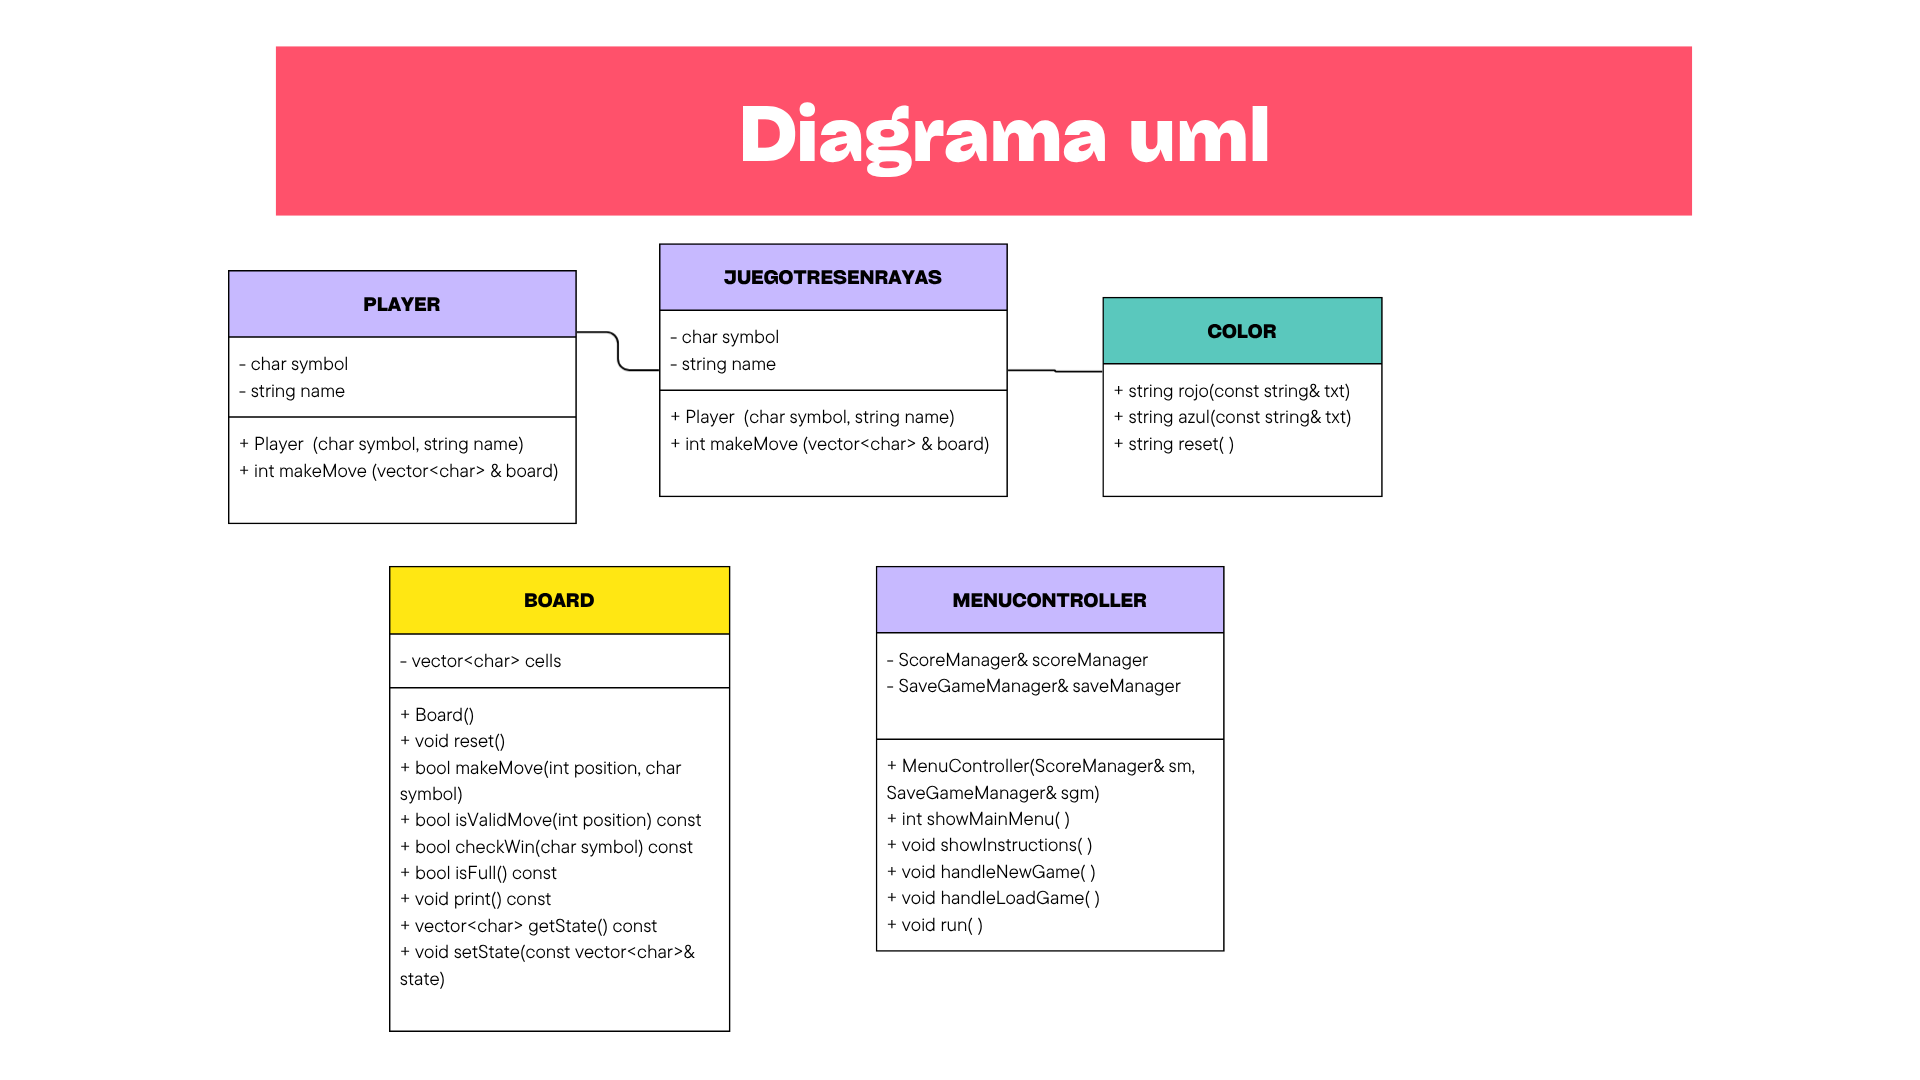 Diagrama uml
PLAYER
- char symbol
- string name
+ Player  (char symbol, string name)
+ int makeMove (vector<char> & board)
JUEGOTRESENRAYAS
- char symbol
- string name
+ Player  (char symbol, string name)
+ int makeMove (vector<char> & board)
COLOR
+ string rojo(const string& txt)
+ string azul(const string& txt)
+ string reset( )
BOARD
- vector<char> cells
+ Board()
+ void reset()
+ bool makeMove(int position, char
symbol)
+ bool isValidMove(int position) const
+ bool checkWin(char symbol) const
+ bool isFull() const
+ void print() const
+ vector<char> getState() const
+ void setState(const vector<char>&
state)
MENUCONTROLLER
- ScoreManager& scoreManager
- SaveGameManager& saveManager
+ MenuController(ScoreManager& sm,
SaveGameManager& sgm)
+ int showMainMenu( )
+ void showInstructions( )
+ void handleNewGame( )
+ void handleLoadGame( )
+ void run( )